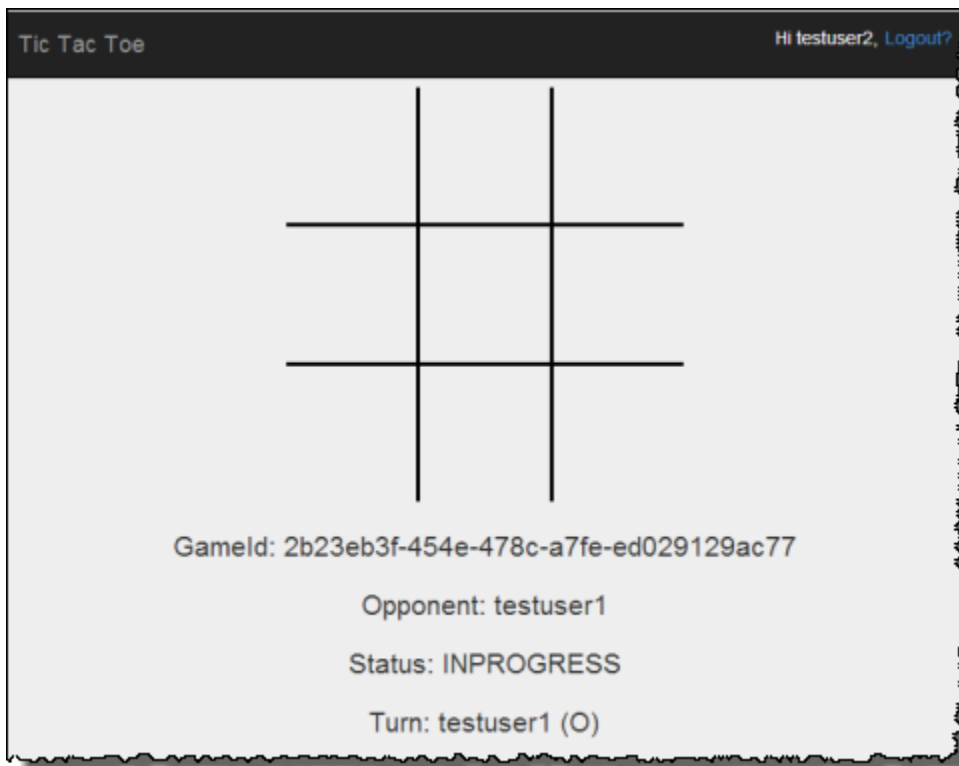 Tic Tac Toe
Hi testuser2, Logout?
GameId: 2b23eb3f-454e-478c-a7fe-ed029129ac77
Opponent: testuser1
Status: INPROGRESS
Turn: testuser1 (O)